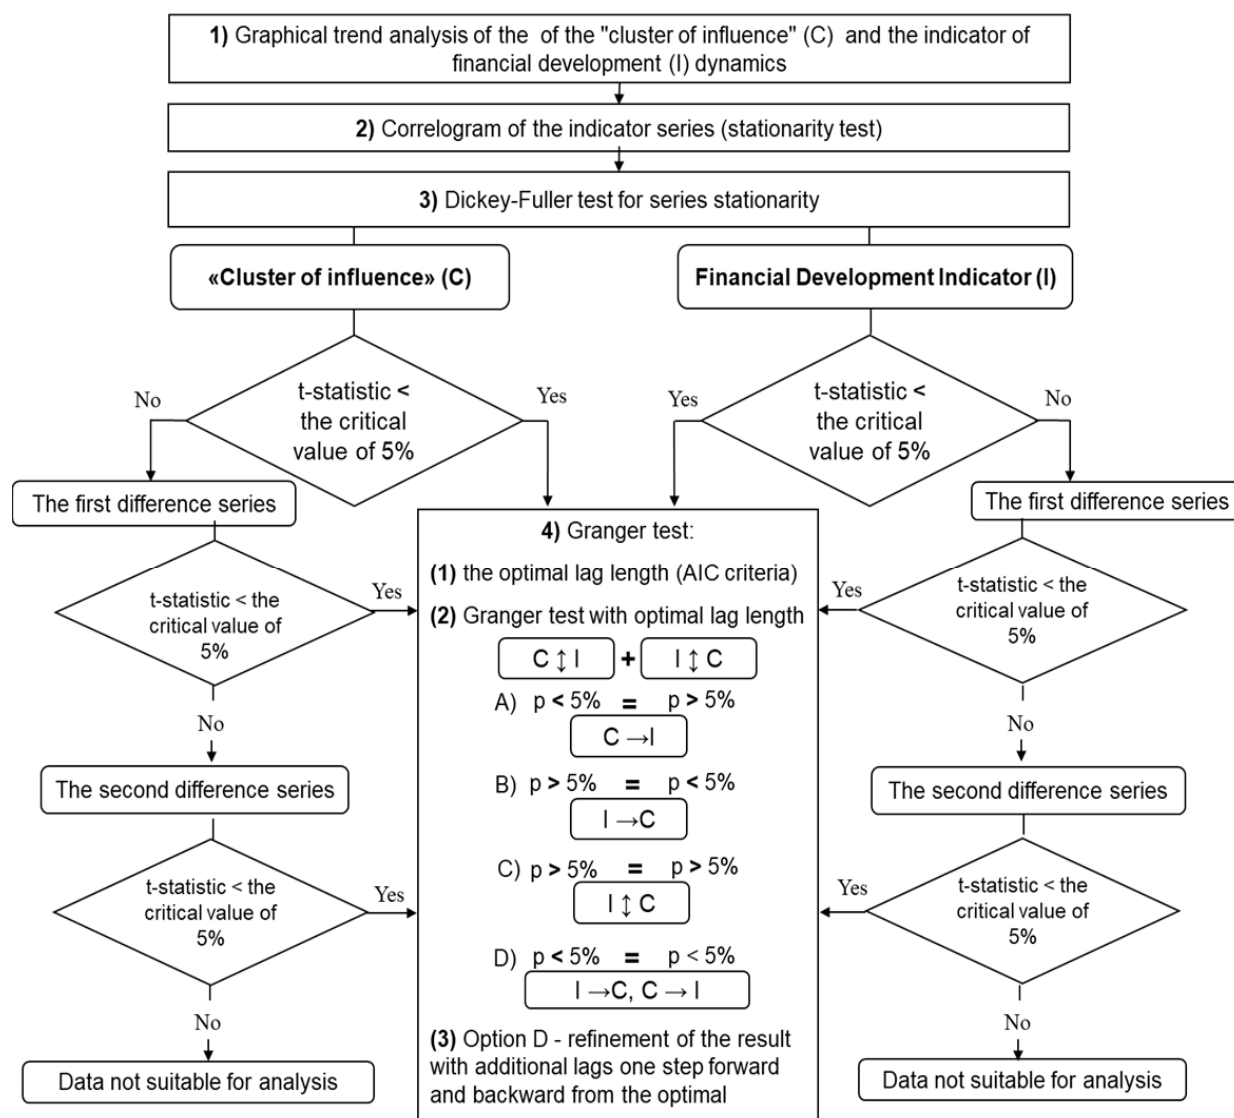 1) Graphical trend analysis of the  of the "cluster of influence" (C)  and the indicator of
financial development (I) dynamics
2) Correlogram of the indicator series (stationarity test)
3) Dickey-Fuller test for series stationarity
«Cluster of influence» (C)
Financial Development Indicator (I)
t-statistic <
the critical
value of 5%
No
Yes
t-statistic <
the critical
value of 5%
Yes
No
The first difference series
The first difference series
t-statistic < the
critical value of
5%
Yes
No
t-statistic < the
critical value of
5%
Yes
No
The second difference series
The second difference series
t-statistic < the
critical value of
5%
Yes
No
t-statistic < the
critical value of
5%
Yes
No
Data not suitable for analysis
Data not suitable for analysis
4) Granger test:
(1) the optimal lag length (AIC criteria)
(2) Granger test with optimal lag length
C ↕ I + I ↕ C
A) p < 5% = p > 5%
C →I
B) p > 5% = p < 5%
I →C
C) p > 5% = p > 5%
I ↕ C
D) p < 5% = p < 5%
I →C, C → I
(3) Option D - refinement of the result
with additional lags one step forward
and backward from the optimal